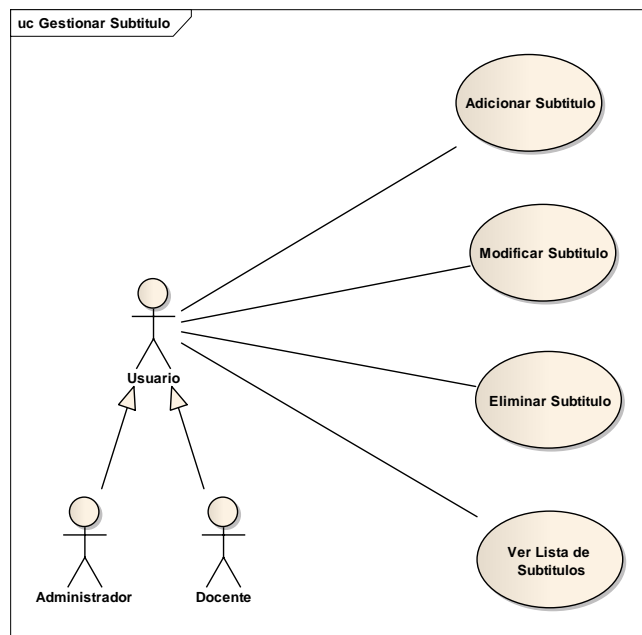 uc Gestionar Subtitulo
Adicionar Subtitulo
Modificar Subtitulo
Usuario
Eliminar Subtitulo
Ver Lista de
Subtitulos
Administrador
Docente